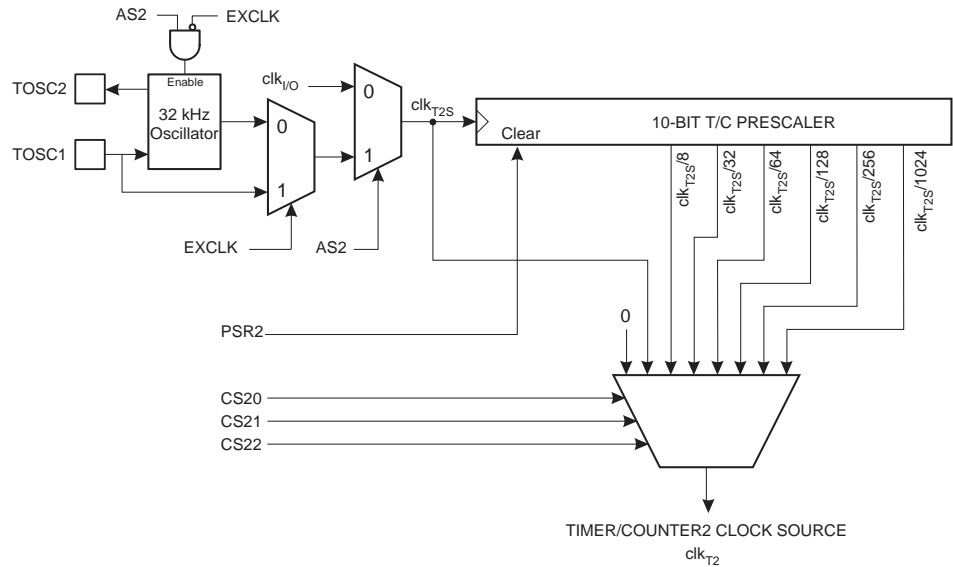 AS2
EXCLK
TOSC2
Enable
32 kHz
Oscillator
TOSC1
0
1
EXCLK
clkI/O
0
1
AS2
clkT2S
10-BIT T/C PRESCALER
Clear
clkT2S/8
clkT2S/32
clkT2S/64
clkT2S/128
clkT2S/256
clkT2S/1024
PSR2
0
CS20
CS21
CS22
TIMER/COUNTER2 CLOCK SOURCE
clkT2